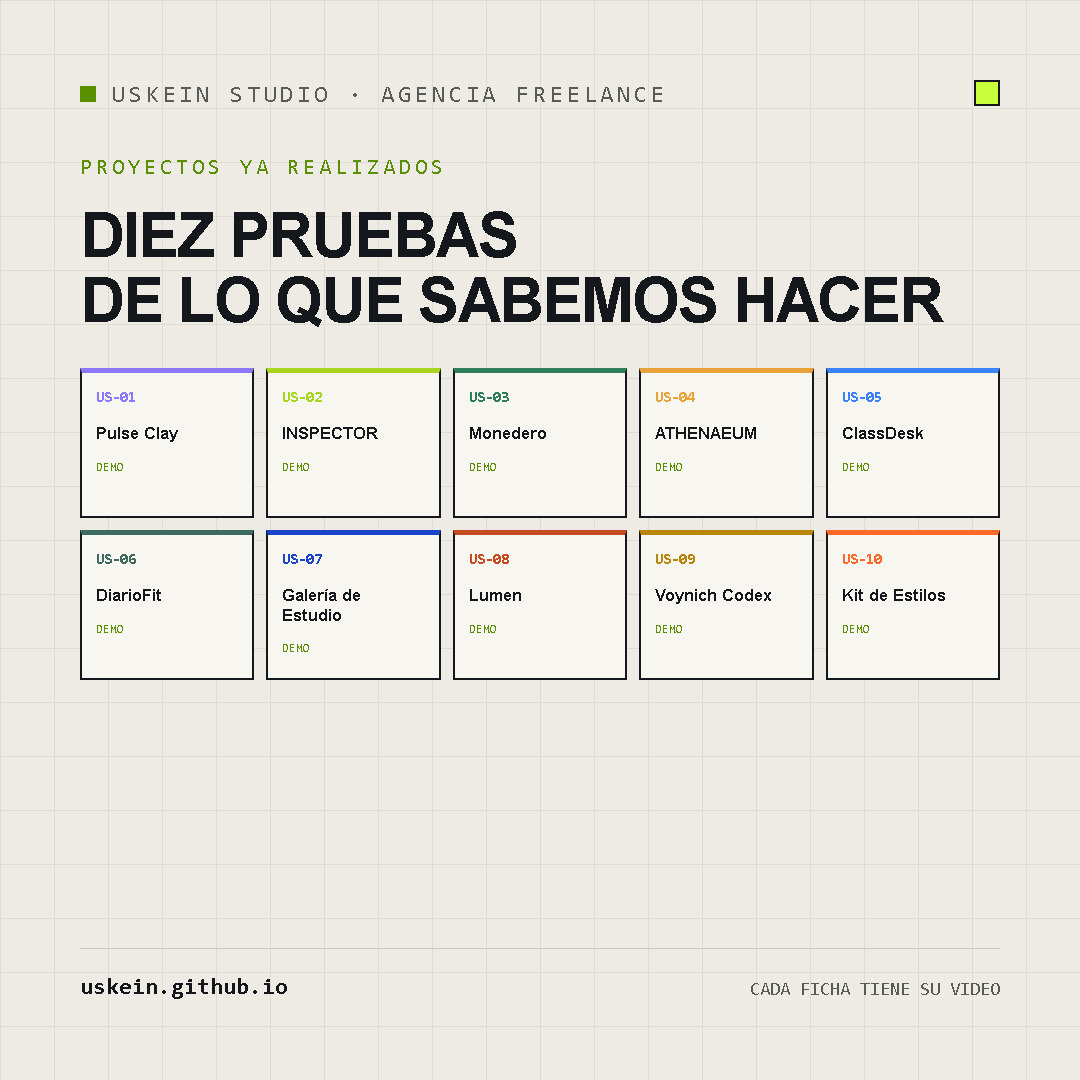 USKEIN STUDIO · AGENCIA FREELANCE
PROYECTOS YA REALIZADOS
DIEZ PRUEBAS
DE LO QUE SABEMOS HACER
US-01
Pulse Clay
DEMO
US-02
INSPECTOR
DEMO
US-03
Monedero
DEMO
US-04
ATHENAEUM
DEMO
US-05
ClassDesk
DEMO
US-06
DiarioFit
DEMO
US-07
Galería de
Estudio
DEMO
US-08
Lumen
DEMO
US-09
Voynich Codex
DEMO
US-10
Kit de Estilos
DEMO
uskein.github.io
CADA FICHA TIENE SU VIDEO